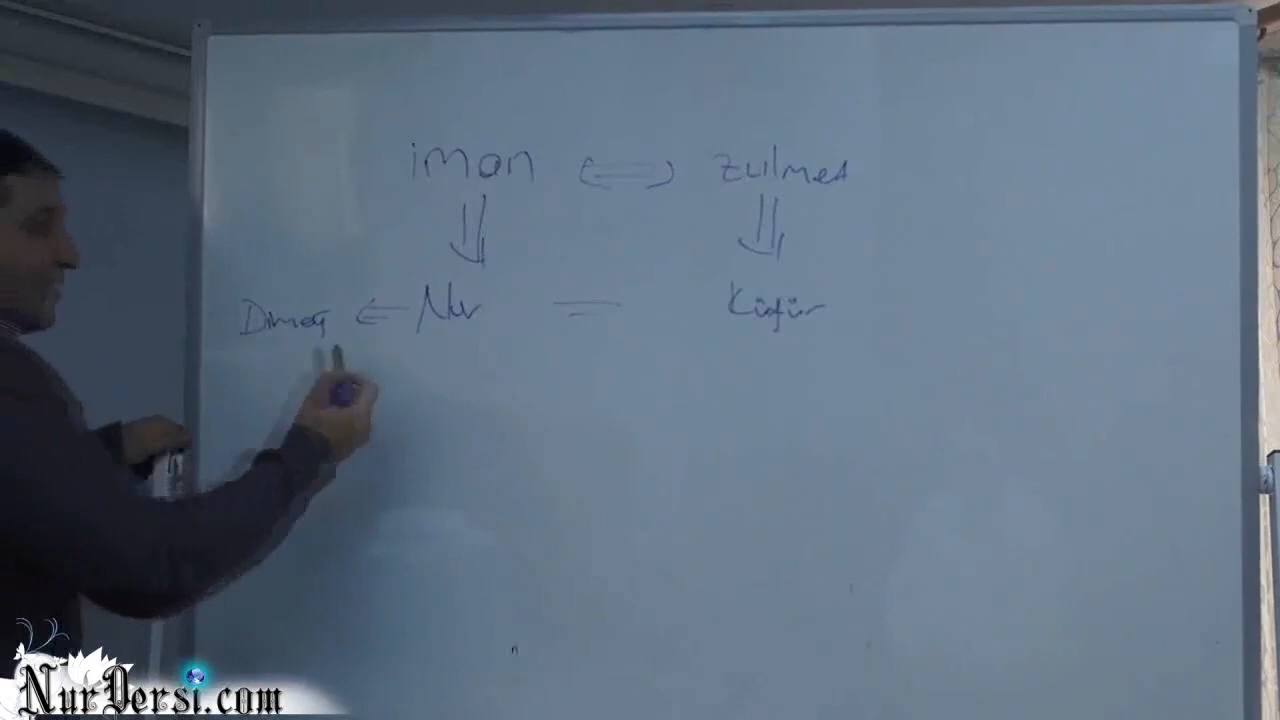 iman ⇔ zulmet
⇓ ⇓
Dimağ ⇐ Nur = Küfür
NurDersi.com